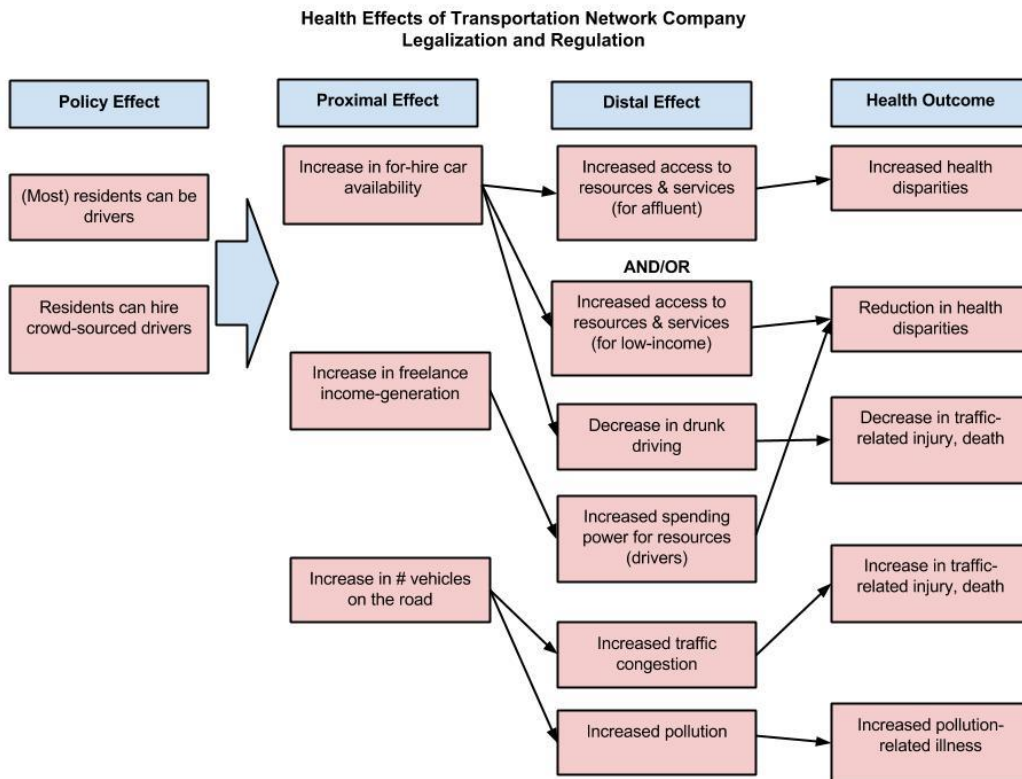 Health Effects of Transportation Network Company
Legalization and Regulation
Policy Effect
Proximal Effect
Distal Effect
Health Outcome
(Most) residents can be
drivers
Residents can hire
crowd-sourced drivers
Increase in for-hire car
availability
Increase in freelance
income-generation
Increase in # vehicles
on the road
Increased access to
resources & services
(for affluent)
AND/OR
Increased access to
resources & services
(for low-income)
Decrease in drunk
driving
Increased spending
power for resources
(drivers)
Increased traffic
congestion
Increased pollution
Increased health
disparities
Reduction in health
disparities
Decrease in traffic-
related injury, death
Increase in traffic-
related injury, death
Increased pollution-
related illness